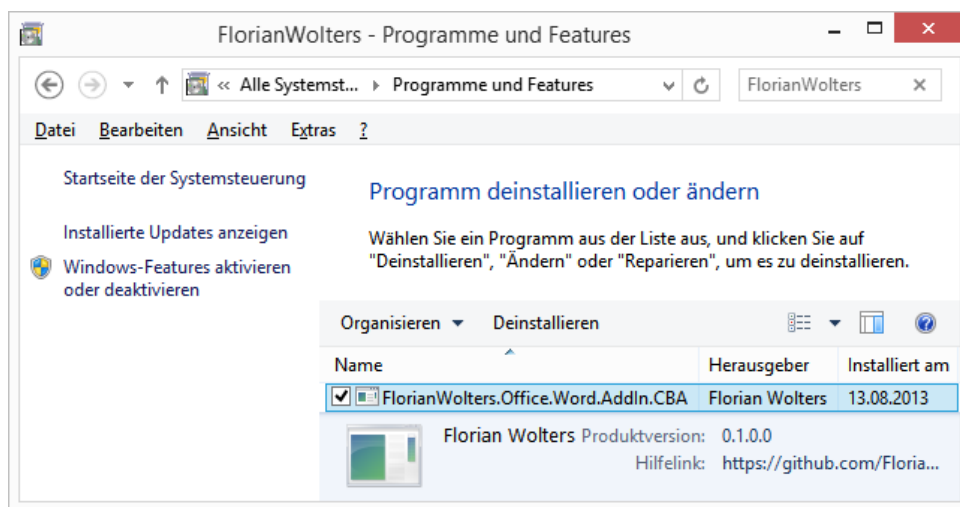 FlorianWolters - Programme und Features
« Alle Systemst... Programme und Features FlorianWolters
Datei Bearbeiten Ansicht Extras ?
Startseite der Systemsteuerung
Installierte Updates anzeigen
Windows-Features aktivieren
oder deaktivieren
Programm deinstallieren oder ändern
Wählen Sie ein Programm aus der Liste aus, und klicken Sie auf
"Deinstallieren", "Ändern" oder "Reparieren", um es zu deinstallieren.
Organisieren Deinstallieren
Name Herausgeber Installiert am
FlorianWolters.Office.Word.AddIn.CBA Florian Wolters 13.08.2013
Florian Wolters Produktversion: 0.1.0.0
Hilfelink: https://github.com/Floria...